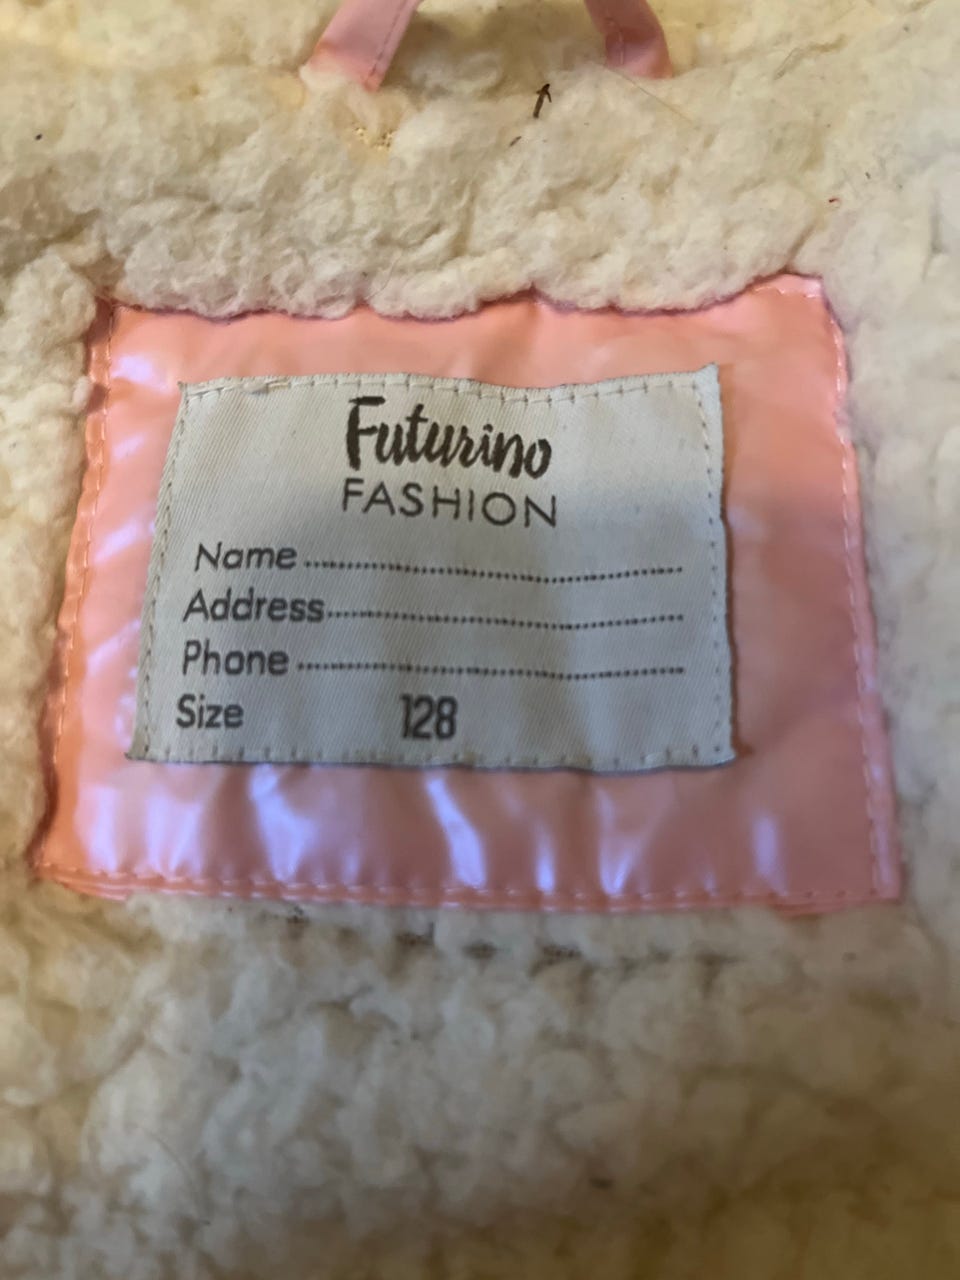 Futurino
FASHION
Name
Address
Phone
Size 128